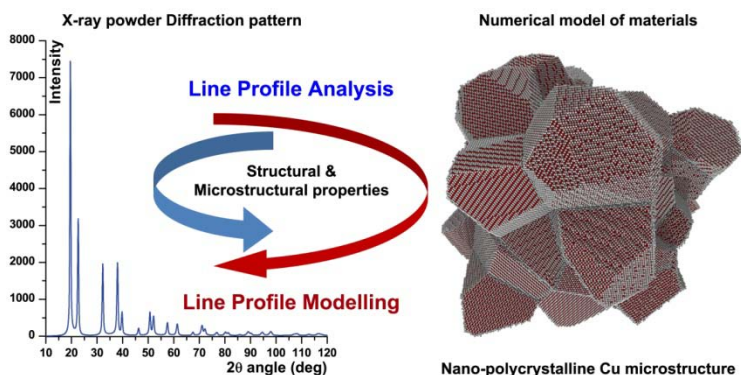 X-ray powder Diffraction pattern
Numerical model of materials
8000
7000
6000
5000
4000
3000
2000
1000
0
Intensity
Line Profile Analysis
Structural &
Microstructural properties
Line Profile Modelling
10 20 30 40 50 60 70 80 90 100 110 120
2θ angle (deg)
Nano-polycrystalline Cu microstructure